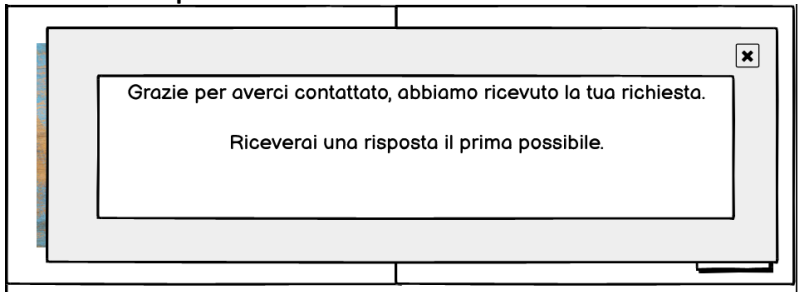 Grazie per averci contattato, abbiamo ricevuto la tua richiesta.
Riceverai una risposta il prima possibile.